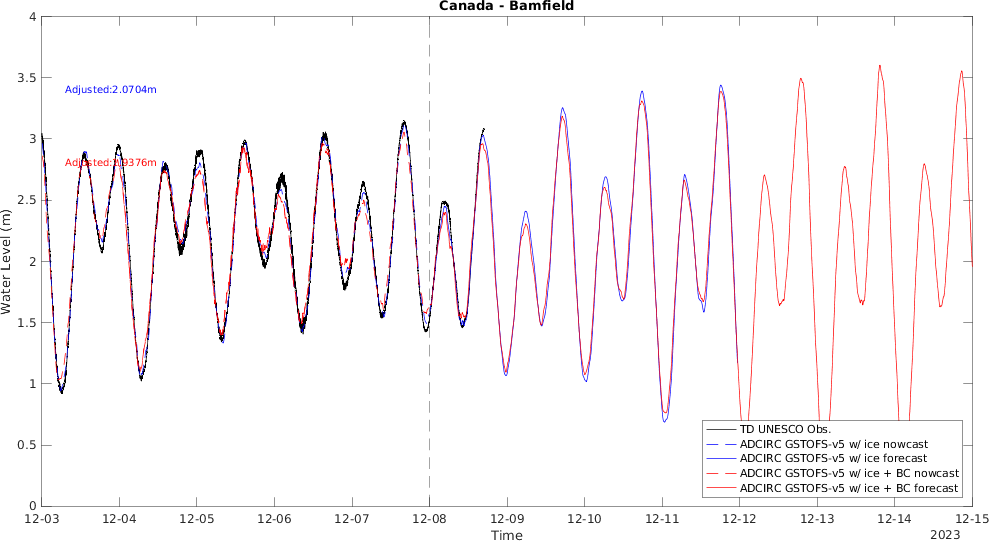 Canada - Bamfield
4
3.5
3
2.5
2
1.5
1
0.5
0
Water Level (m)
Adjusted:2.0704m
Adjusted:1.9376m
TD UNESCO Obs.
ADCIRC GSTOFS-v5 w/ ice nowcast
ADCIRC GSTOFS-v5 w/ ice forecast
ADCIRC GSTOFS-v5 w/ ice + BC nowcast
ADCIRC GSTOFS-v5 w/ ice + BC forecast
12-03 12-04 12-05 12-06 12-07 12-08 12-09 12-10 12-11 12-12 12-13 12-14 12-15
Time
2023